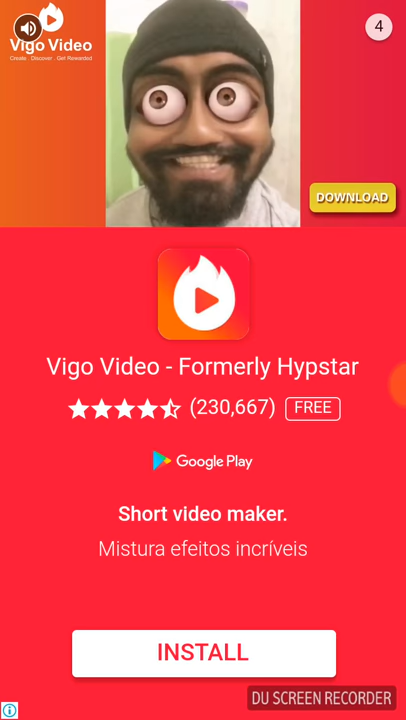 4
Vigo Video
Create . Discover . Get Rewarded
DOWNLOAD
Vigo Video - Formerly Hypstar
(230,667) FREE
Google Play
Short video maker.
Mistura efeitos incríveis
INSTALL
DU SCREEN RECORDER